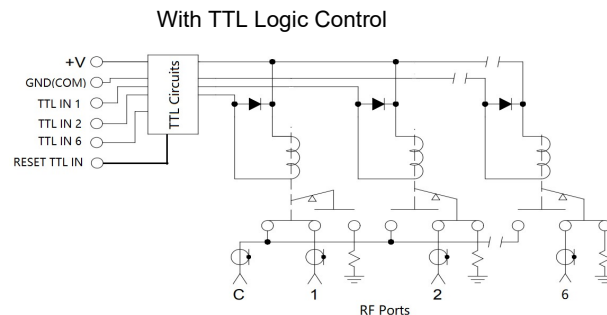 With TTL Logic Control
+V
GND(COM)
TTL IN 1
TTL IN 2
TTL IN 6
RESET TTL IN
TTL Circuits
C 1 2 6
RF Ports